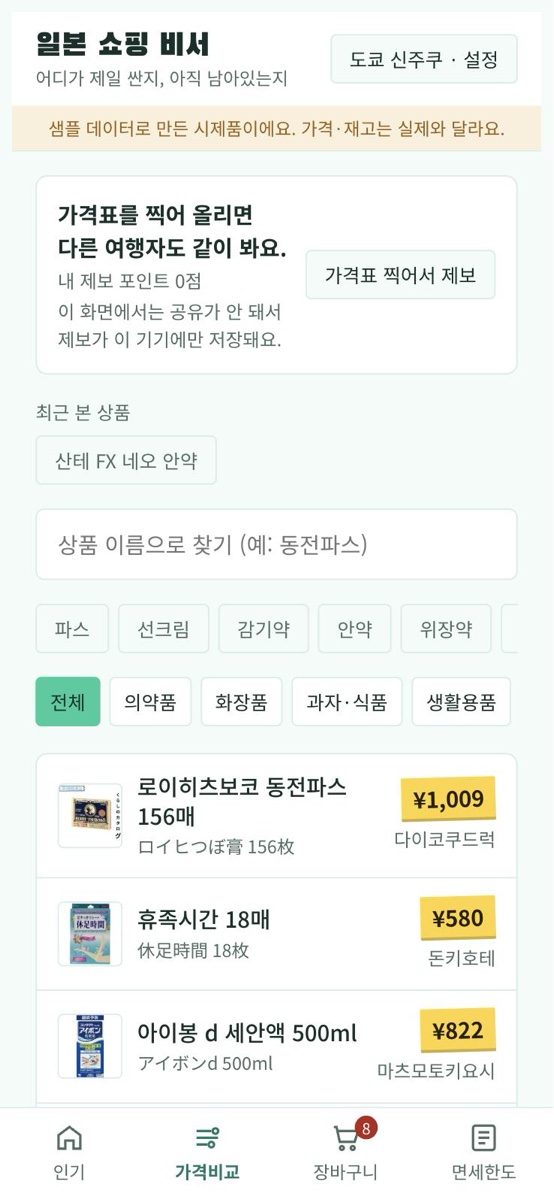 일본 쇼핑 비서
어디가 제일 싼지, 아직 남아있는지
도쿄 신주쿠 · 설정
샘플 데이터로 만든 시제품이에요. 가격·재고는 실제와 달라요.
가격표를 찍어 올리면
다른 여행자도 같이 봐요.
내 제보 포인트 0점
이 화면에서는 공유가 안 돼서
제보가 이 기기에만 저장돼요.
가격표 찍어서 제보
최근 본 상품
산테 FX 네오 안약
상품 이름으로 찾기 (예: 동전파스)
파스 선크림 감기약 안약 위장약
전체 의약품 화장품 과자·식품 생활용품
로이히츠보코 동전파스
156매
ロイヒつぼ膏 156枚
¥1,009
다이코쿠드럭
휴족시간 18매
休足時間 18枚
¥580
돈키호테
休足時間
아이봉 d 세안액 500ml
アイボンd 500ml
¥822
마츠모토키요시
アイボン
8
인기 가격비교 장바구니 면세한도